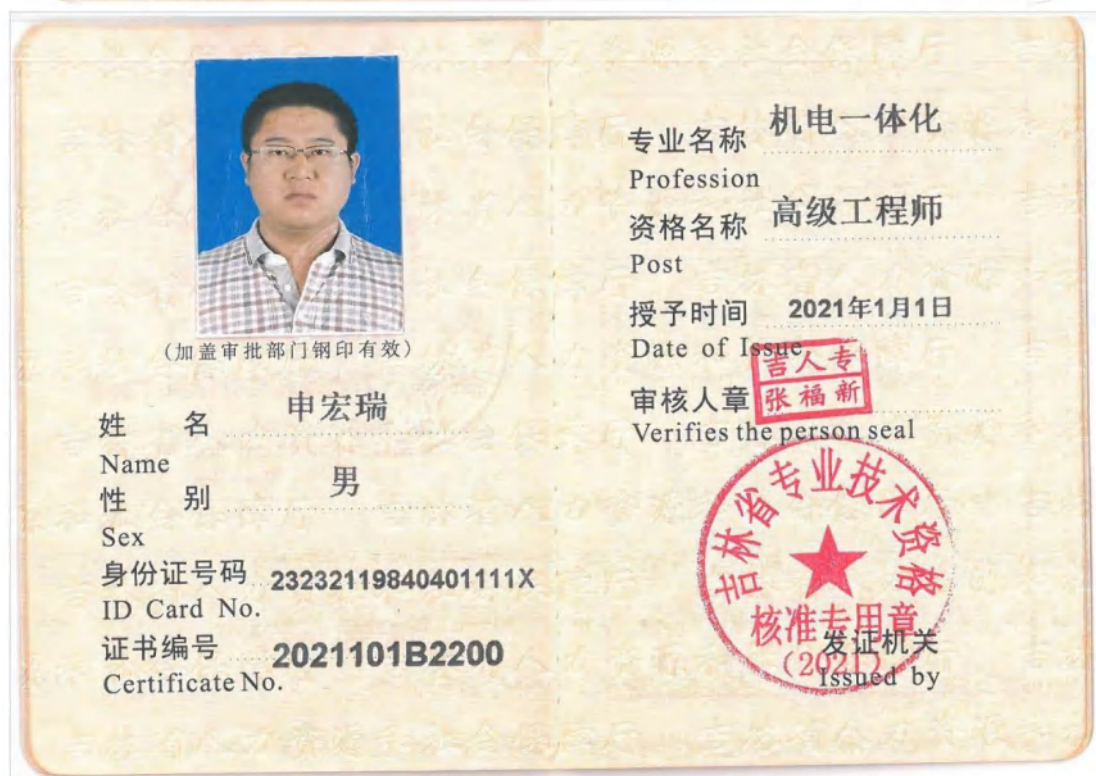 (加盖审批部门钢印有效)
姓 名 申宏瑞
Name
性 别 男
Sex
身份证号码 23232119840401111X
ID Card No.
证书编号 2021101B2200
Certificate No.
专业名称 机电一体化
Profession
资格名称 高级工程师
Post
授予时间 2021年1月1日
Date of Issue
吉人专
张福新
审核人章
Verifies the person seal
吉林省专业技术资格
核准专用章
(2021)
发证机关
Issued by